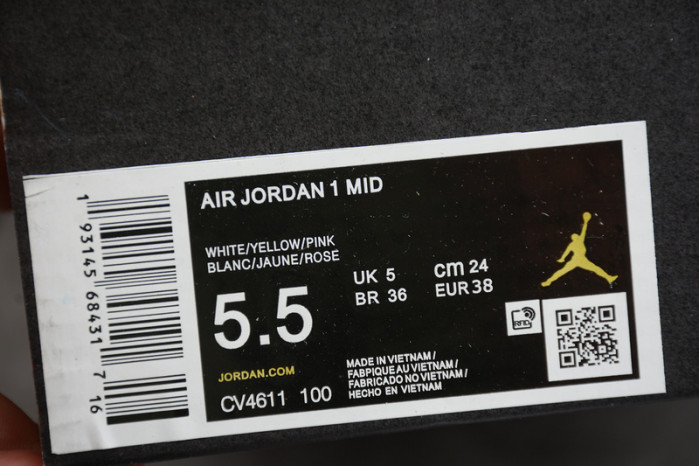 AIR JORDAN 1 MID
WHITE/YELLOW/PINK
BLANC/JAUNE/ROSE
5.5
UK 5
BR 36
cm 24
EUR 38
JORDAN.COM
CV4611 100
MADE IN VIETNAM /
FABRIQUE AU VIETNAM /
FABRICADO NO VIETNAM /
HECHO EN VIETNAM
RFID
1 93145 68431 7 16